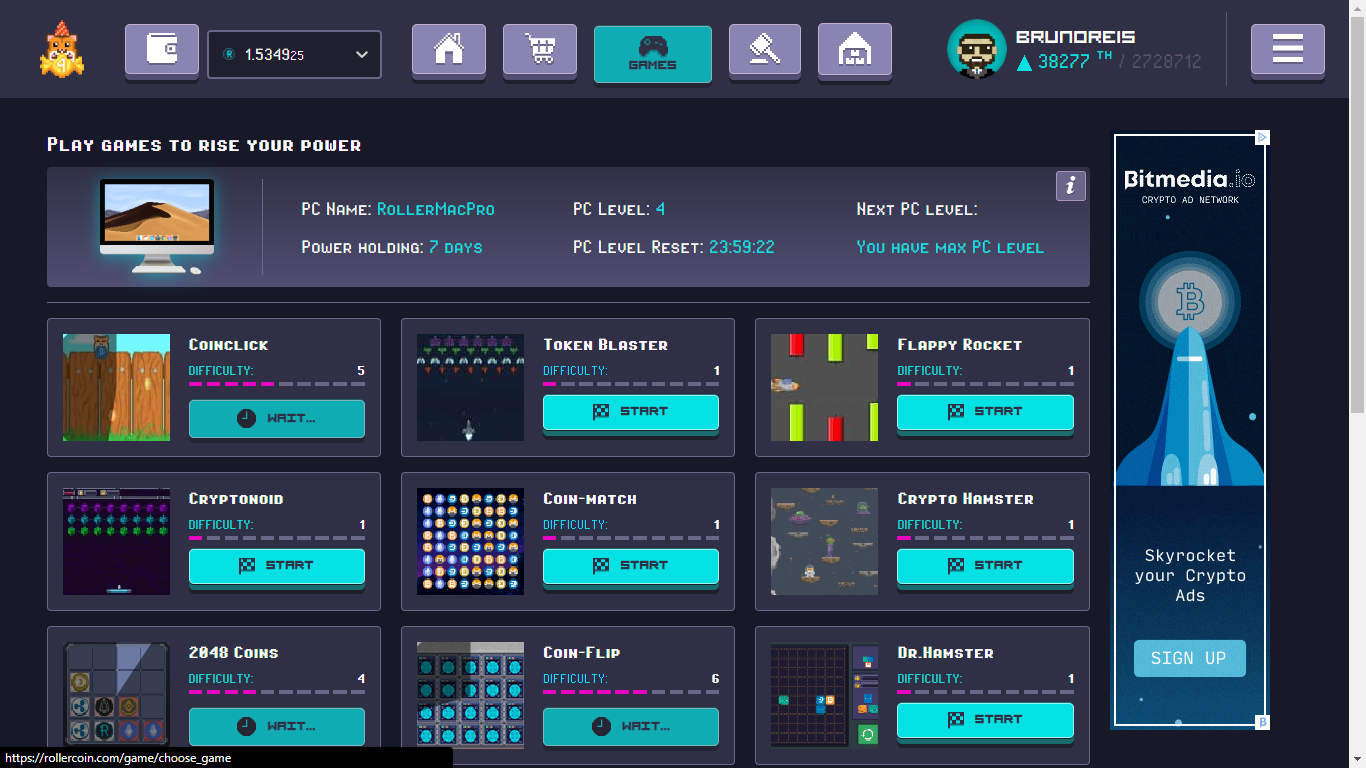 1.5349425
GAMES
BRUNOREIS
38277 TH / 2728712
Play games to rise your power
PC Name: RollerMacPro
PC Level: 4
Next PC level:
Power holding: 7 days
PC Level Reset: 23:59:22
You have max PC level
Coinclick
DIFFICULTY: 5
WAIT...
Token Blaster
DIFFICULTY: 1
START
Flappy Rocket
DIFFICULTY: 1
START
Cryptonoid
DIFFICULTY: 1
START
Coin-match
DIFFICULTY: 1
START
Crypto Hamster
DIFFICULTY: 1
START
2048 Coins
DIFFICULTY: 4
WAIT...
Coin-Flip
DIFFICULTY: 6
WAIT...
Dr.Hamster
DIFFICULTY: 1
START
Bitmedia.io
CRYPTO AD NETWORK
Skyrocket
your Crypto
Ads
SIGN UP
https://rollercoin.com/game/choose_game